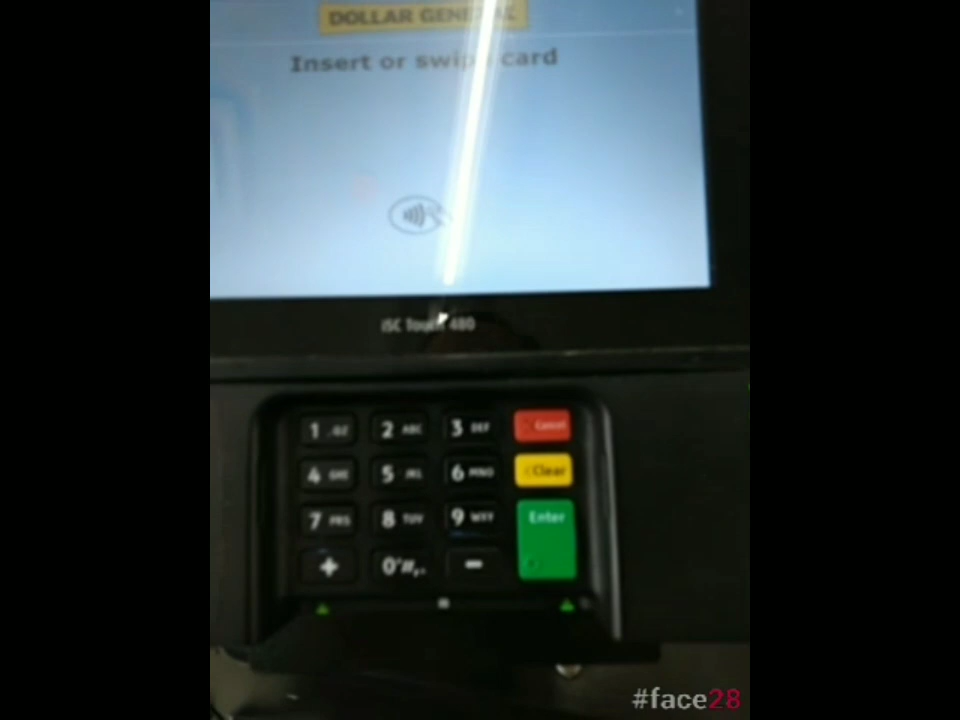 DOLLAR GENERAL
Insert or swipe card
iSC Touch 480
1 .QZ 2 ABC 3 DEF Cancel
4 GHI 5 JKL 6 MNO Clear
7 PRS 8 TUV 9 WXY Enter
+ 0'#,. -
#face28